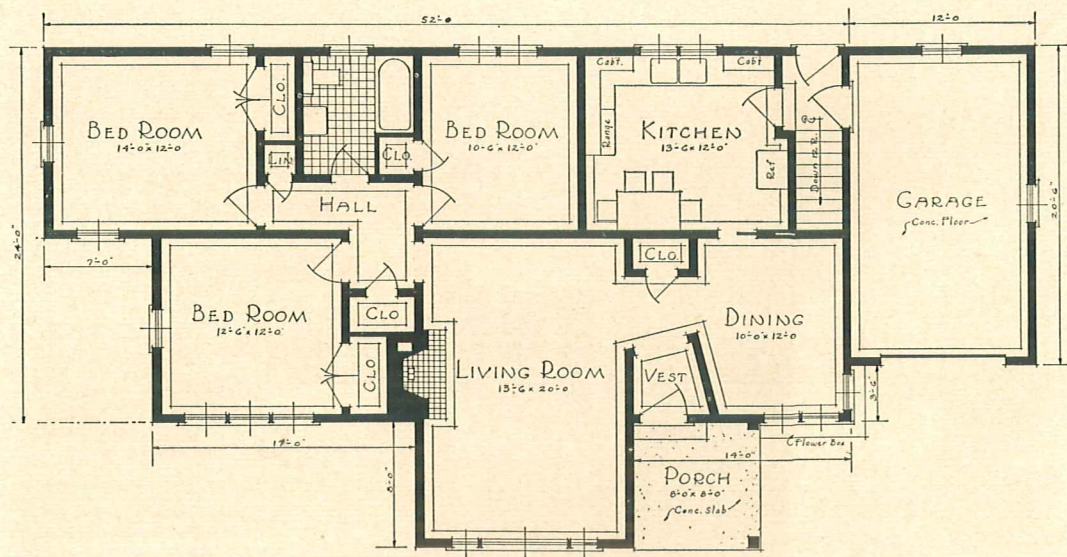 52'-0
12'-0
CLO.
Cabt.
Cabt
BED ROOM
14'-0 x 12'-0
BED ROOM
10'-6 x 12'-0"
KITCHEN
13'-6 x 12'-0"
Range
Ref
Down 12 R.
LIN
CLO.
HALL
GARAGE
Conc. Floor
20'-6"
24'-0"
7'-0"
CLO.
BED ROOM
12'-6 x 12'-0"
CLO
CLO
LIVING ROOM
13'-6 x 20'-0
VEST
DINING
10'-0 x 12'-0
3'-6"
Flower Box
17'-0"
14'-0"
8'-0"
PORCH
8'-0 x 8'-0"
Conc. Slab